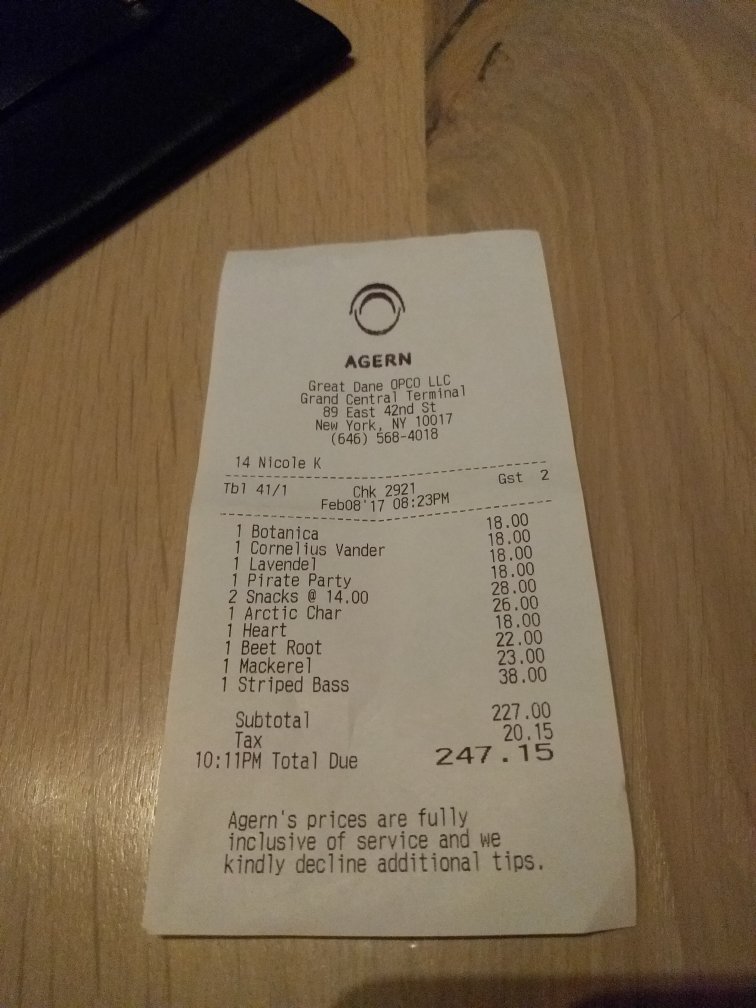 AGERN
Great Dane OPCO LLC
Grand Central Terminal
89 East 42nd St
New York, NY 10017
(646) 568-4018
14 Nicole K
Tbl 41/1 Chk 2921 Gst 2
Feb08'17 08:23PM
1 Botanica 18.00
1 Cornelius Vander 18.00
1 Lavendel 18.00
1 Pirate Party 18.00
2 Snacks @ 14.00 28.00
1 Arctic Char 26.00
1 Heart 18.00
1 Beet Root 22.00
1 Mackerel 23.00
1 Striped Bass 38.00
Subtotal 227.00
Tax 20.15
10:11PM Total Due 247.15
Agern's prices are fully
inclusive of service and we
kindly decline additional tips.